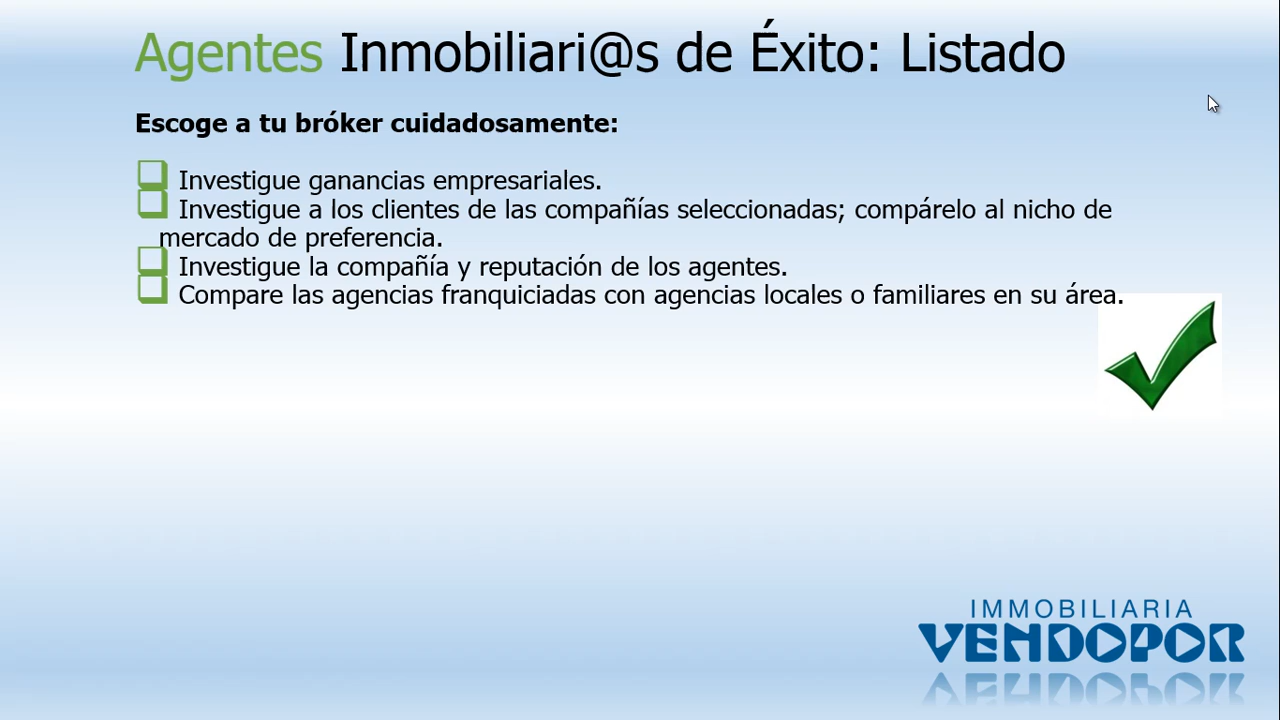 Agentes Inmobiliari@s de Éxito: Listado
Escoge a tu bróker cuidadosamente:
Investigue ganancias empresariales.
Investigue a los clientes de las compañías seleccionadas; compárelo al nicho de
mercado de preferencia.
Investigue la compañía y reputación de los agentes.
Compare las agencias franquiciadas con agencias locales o familiares en su área.
IMMOBILIARIA
VENDOPOR